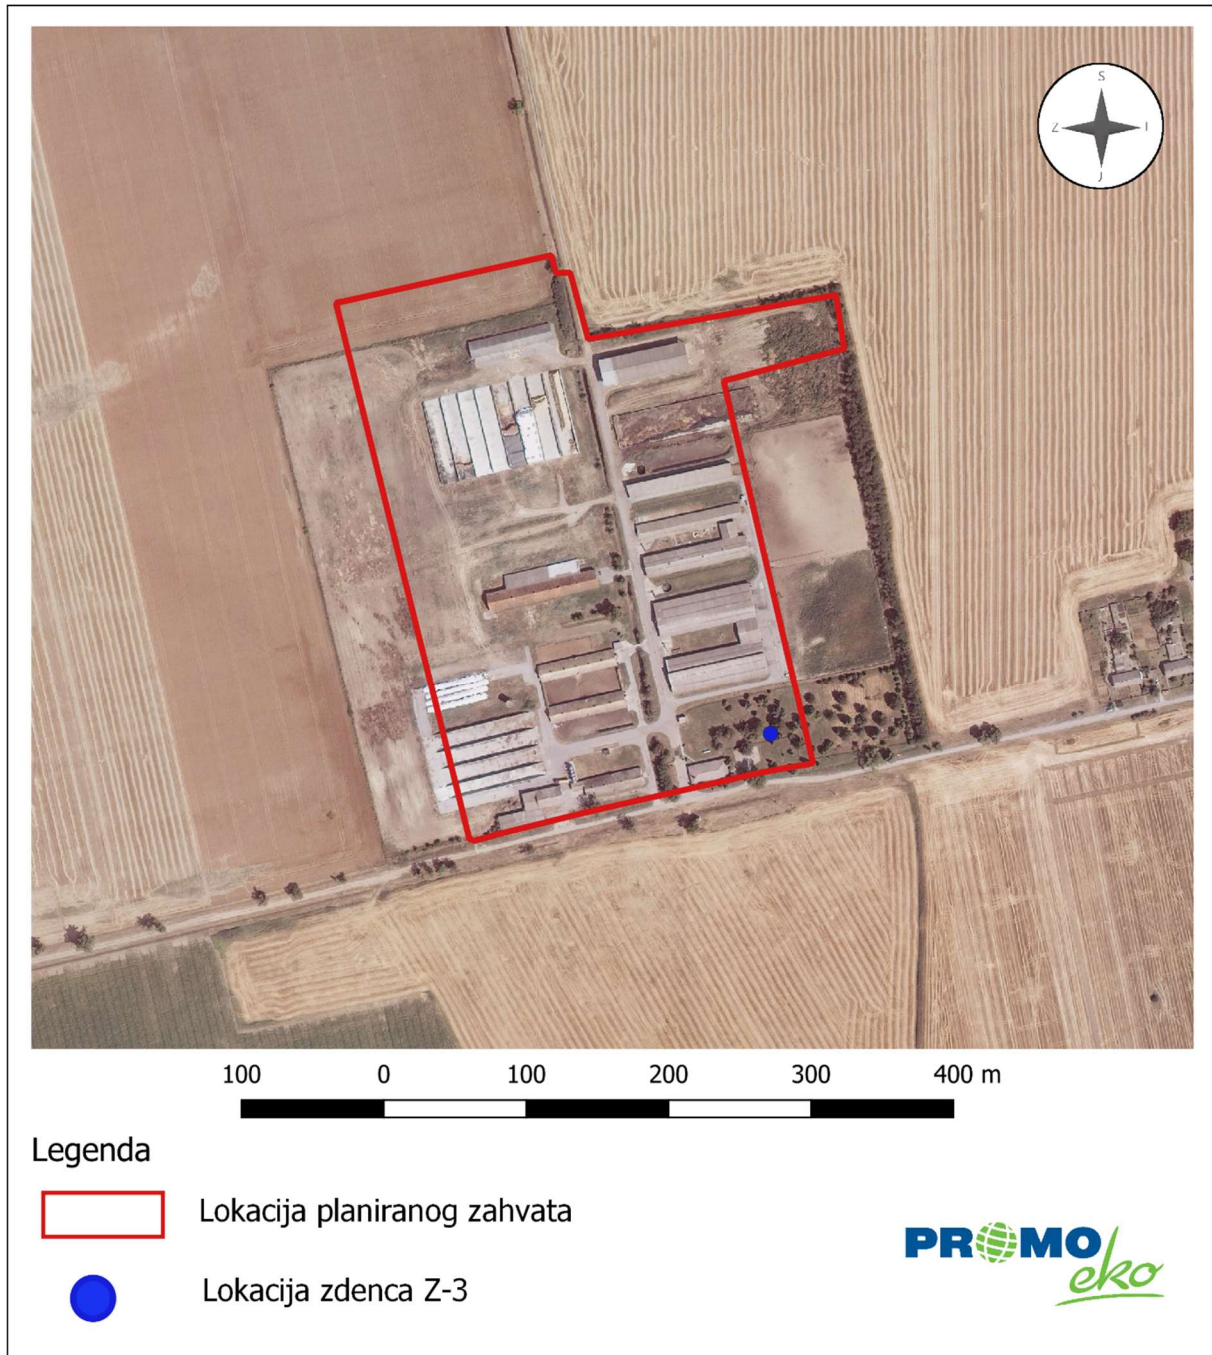 S
Z I
J
100 0 100 200 300 400 m
Legenda
Lokacija planiranog zahvata
Lokacija zdenca Z-3
PROMO
eko